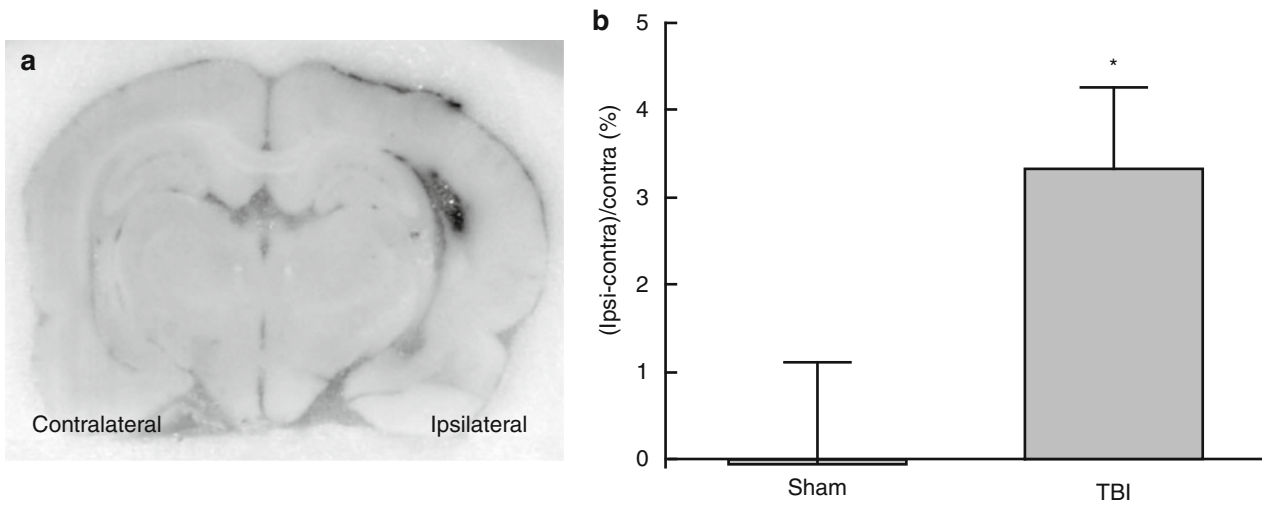 a
Contralateral
Ipsilateral
b
(Ipsi-contra)/contra (%)
5
4
3
2
1
0
*
Sham
TBI